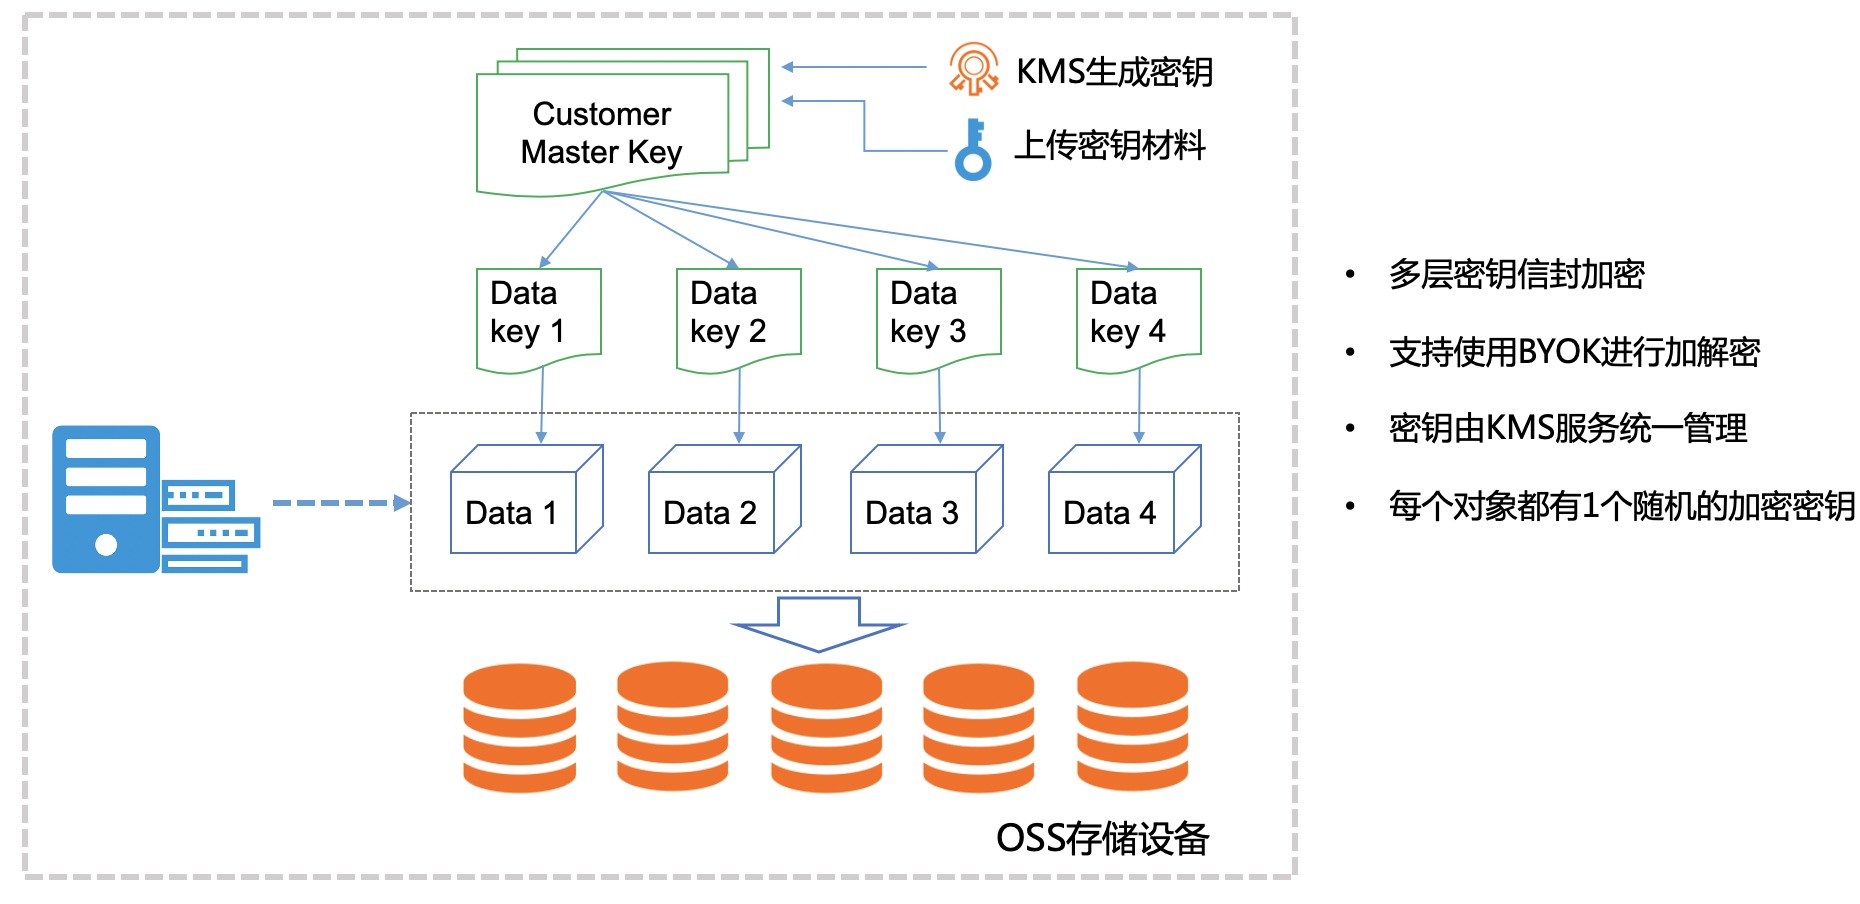 KMS生成密钥
Customer
Master Key
上传密钥材料
Data
key 1
Data
key 2
Data
key 3
Data
key 4
Data 1
Data 2
Data 3
Data 4
OSS存储设备
• 多层密钥信封加密
• 支持使用BYOK进行加解密
• 密钥由KMS服务统一管理
• 每个对象都有1个随机的加密密钥